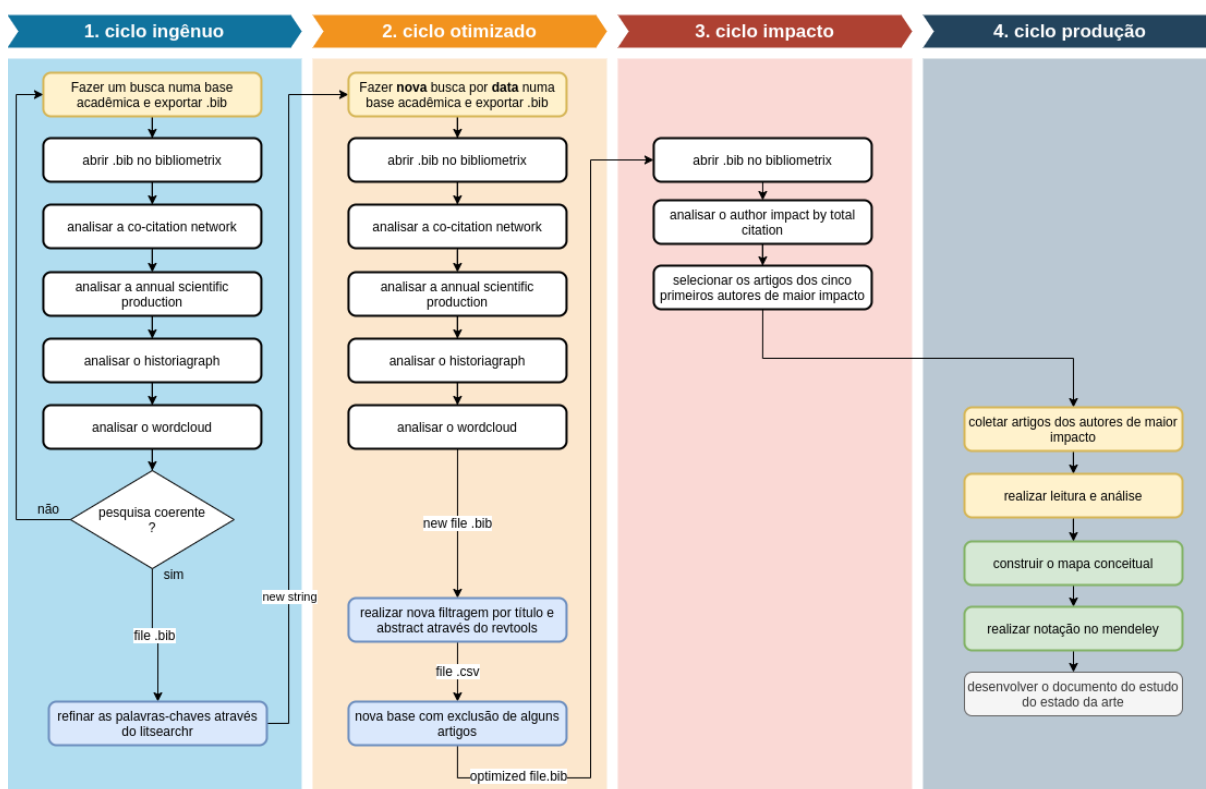 1. ciclo ingênuo
Fazer um busca numa base
acadêmica e exportar .bib
abrir .bib no bibliometrix
analisar a co-citation network
analisar a annual scientific
production
analisar o historiagraph
analisar o wordcloud
pesquisa coerente
?
não
sim
file .bib
refinar as palavras-chaves através
do litsearchr
new string
2. ciclo otimizado
Fazer nova busca por data numa
base acadêmica e exportar .bib
abrir .bib no bibliometrix
analisar a co-citation network
analisar a annual scientific
production
analisar o historiagraph
analisar o wordcloud
new file .bib
realizar nova filtragem por título e
abstract através do revtools
file .csv
nova base com exclusão de alguns
artigos
optimized file.bib
3. ciclo impacto
abrir .bib no bibliometrix
analisar o author impact by total
citation
selecionar os artigos dos cinco
primeiros autores de maior impacto
4. ciclo produção
coletar artigos dos autores de maior
impacto
realizar leitura e análise
construir o mapa conceitual
realizar notação no mendeley
desenvolver o documento do estudo
do estado da arte